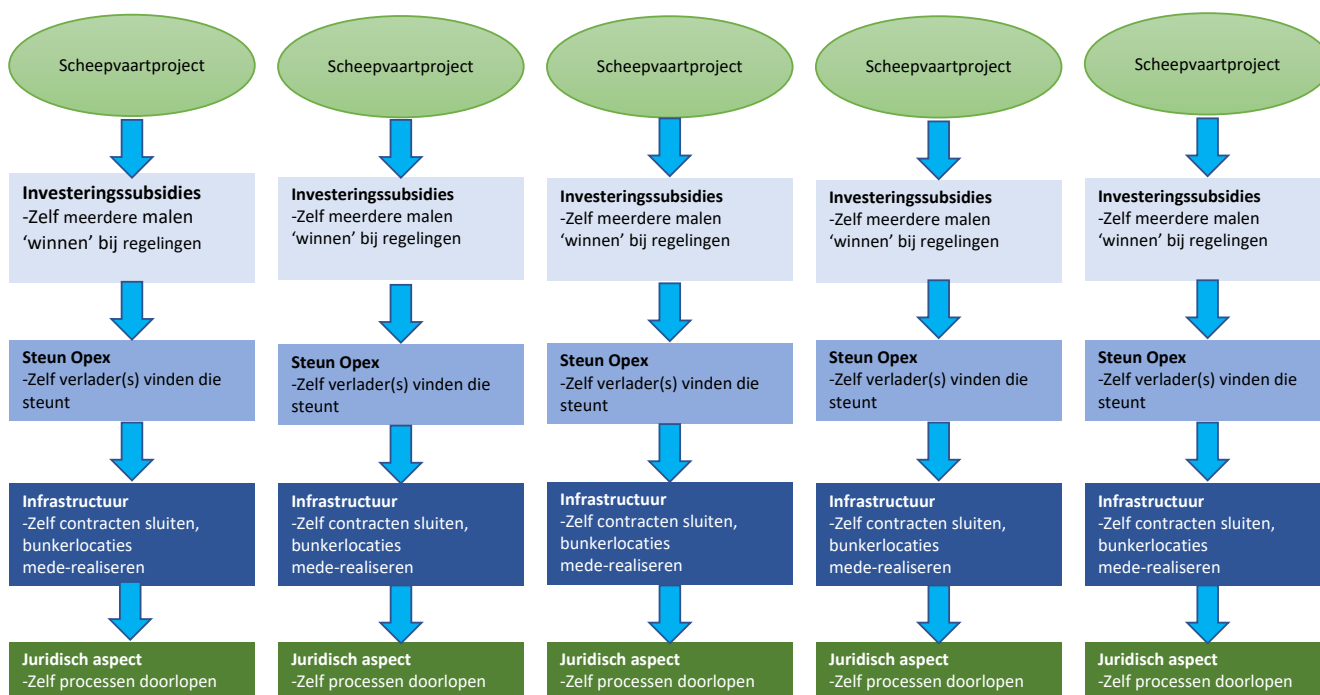 Scheepvaartproject
Investeringssubsidies
-Zelf meerdere malen
‘winnen’ bij regelingen
Steun Opex
-Zelf verlader(s) vinden die
steunt
Infrastructuur
-Zelf contracten sluiten,
bunkerlocaties
mede-realiseren
Juridisch aspect
-Zelf processen doorlopen
Scheepvaartproject
Investeringssubsidies
-Zelf meerdere malen
‘winnen’ bij regelingen
Steun Opex
-Zelf verlader(s) vinden die
steunt
Infrastructuur
-Zelf contracten sluiten,
bunkerlocaties
mede-realiseren
Juridisch aspect
-Zelf processen doorlopen
Scheepvaartproject
Investeringssubsidies
-Zelf meerdere malen
‘winnen’ bij regelingen
Steun Opex
-Zelf verlader(s) vinden die
steunt
Infrastructuur
-Zelf contracten sluiten,
bunkerlocaties
mede-realiseren
Juridisch aspect
-Zelf processen doorlopen
Scheepvaartproject
Investeringssubsidies
-Zelf meerdere malen
‘winnen’ bij regelingen
Steun Opex
-Zelf verlader(s) vinden die
steunt
Infrastructuur
-Zelf contracten sluiten,
bunkerlocaties
mede-realiseren
Juridisch aspect
-Zelf processen doorlopen
Scheepvaartproject
Investeringssubsidies
-Zelf meerdere malen
‘winnen’ bij regelingen
Steun Opex
-Zelf verlader(s) vinden die
steunt
Infrastructuur
-Zelf contracten sluiten,
bunkerlocaties
mede-realiseren
Juridisch aspect
-Zelf processen doorlopen